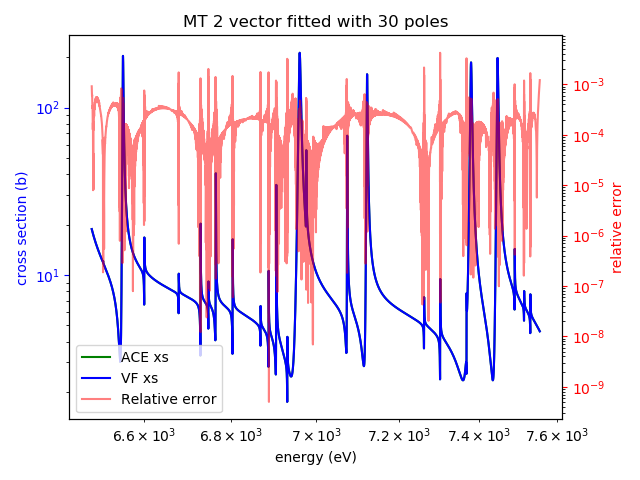 MT 2 vector fitted with 30 poles
cross section (b)
10²
10¹
10⁻³
10⁻⁴
10⁻⁵
10⁻⁶
10⁻⁷
10⁻⁸
10⁻⁹
relative error
ACE xs
VF xs
Relative error
6.6 × 10³ 6.8 × 10³ 7 × 10³ 7.2 × 10³ 7.4 × 10³ 7.6 × 10³
energy (eV)